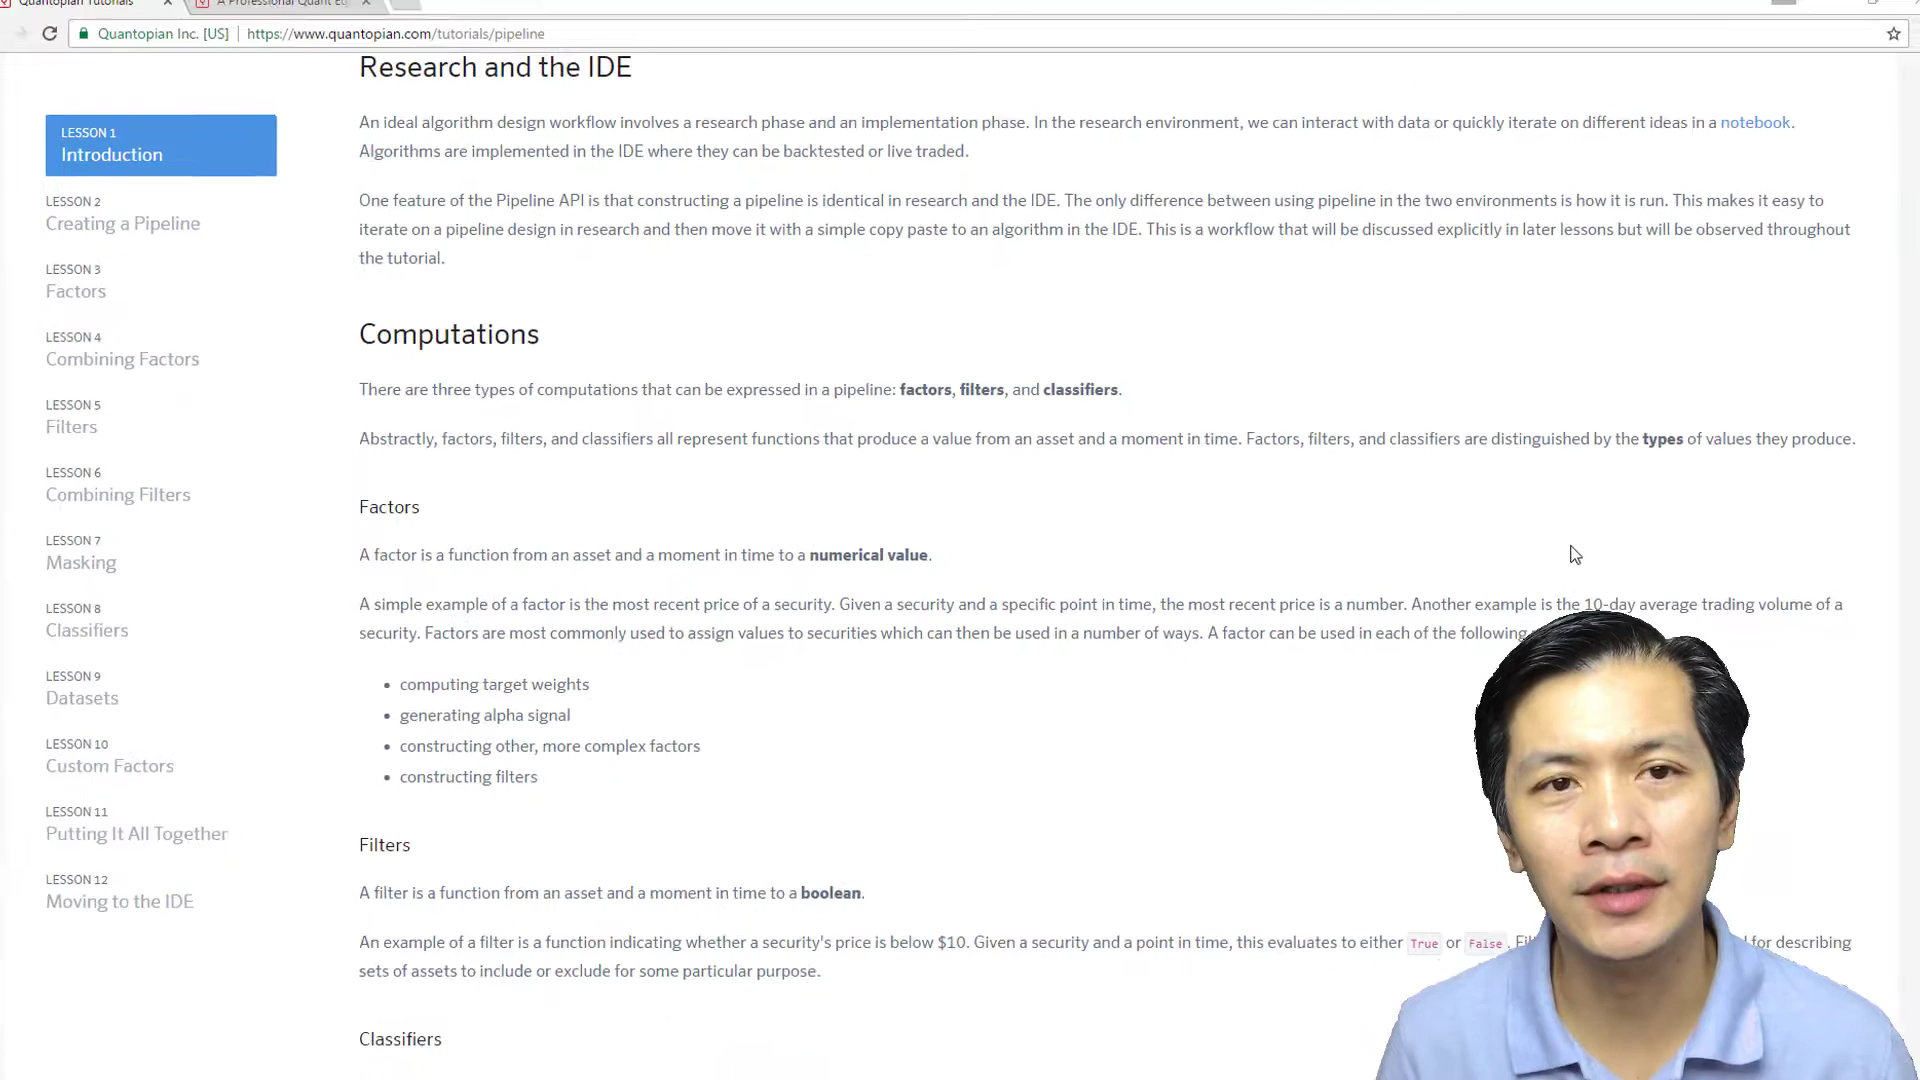 Quantopian Tutorials
A Professional Quant Eq
Quantopian Inc. [US] | https://www.quantopian.com/tutorials/pipeline
LESSON 1
Introduction
LESSON 2
Creating a Pipeline
LESSON 3
Factors
LESSON 4
Combining Factors
LESSON 5
Filters
LESSON 6
Combining Filters
LESSON 7
Masking
LESSON 8
Classifiers
LESSON 9
Datasets
LESSON 10
Custom Factors
LESSON 11
Putting It All Together
LESSON 12
Moving to the IDE
Research and the IDE
An ideal algorithm design workflow involves a research phase and an implementation phase. In the research environment, we can interact with data or quickly iterate on different ideas in a notebook.
Algorithms are implemented in the IDE where they can be backtested or live traded.
One feature of the Pipeline API is that constructing a pipeline is identical in research and the IDE. The only difference between using pipeline in the two environments is how it is run. This makes it easy to
iterate on a pipeline design in research and then move it with a simple copy paste to an algorithm in the IDE. This is a workflow that will be discussed explicitly in later lessons but will be observed throughout
the tutorial.
Computations
There are three types of computations that can be expressed in a pipeline: factors, filters, and classifiers.
Abstractly, factors, filters, and classifiers all represent functions that produce a value from an asset and a moment in time. Factors, filters, and classifiers are distinguished by the types of values they produce.
Factors
A factor is a function from an asset and a moment in time to a numerical value.
A simple example of a factor is the most recent price of a security. Given a security and a specific point in time, the most recent price is a number. Another example is the 10-day average trading volume of a
security. Factors are most commonly used to assign values to securities which can then be used in a number of ways. A factor can be used in each of the following
• computing target weights
• generating alpha signal
• constructing other, more complex factors
• constructing filters
Filters
A filter is a function from an asset and a moment in time to a boolean.
An example of a filter is a function indicating whether a security's price is below $10. Given a security and a point in time, this evaluates to either True or False. for describing
sets of assets to include or exclude for some particular purpose.
Classifiers